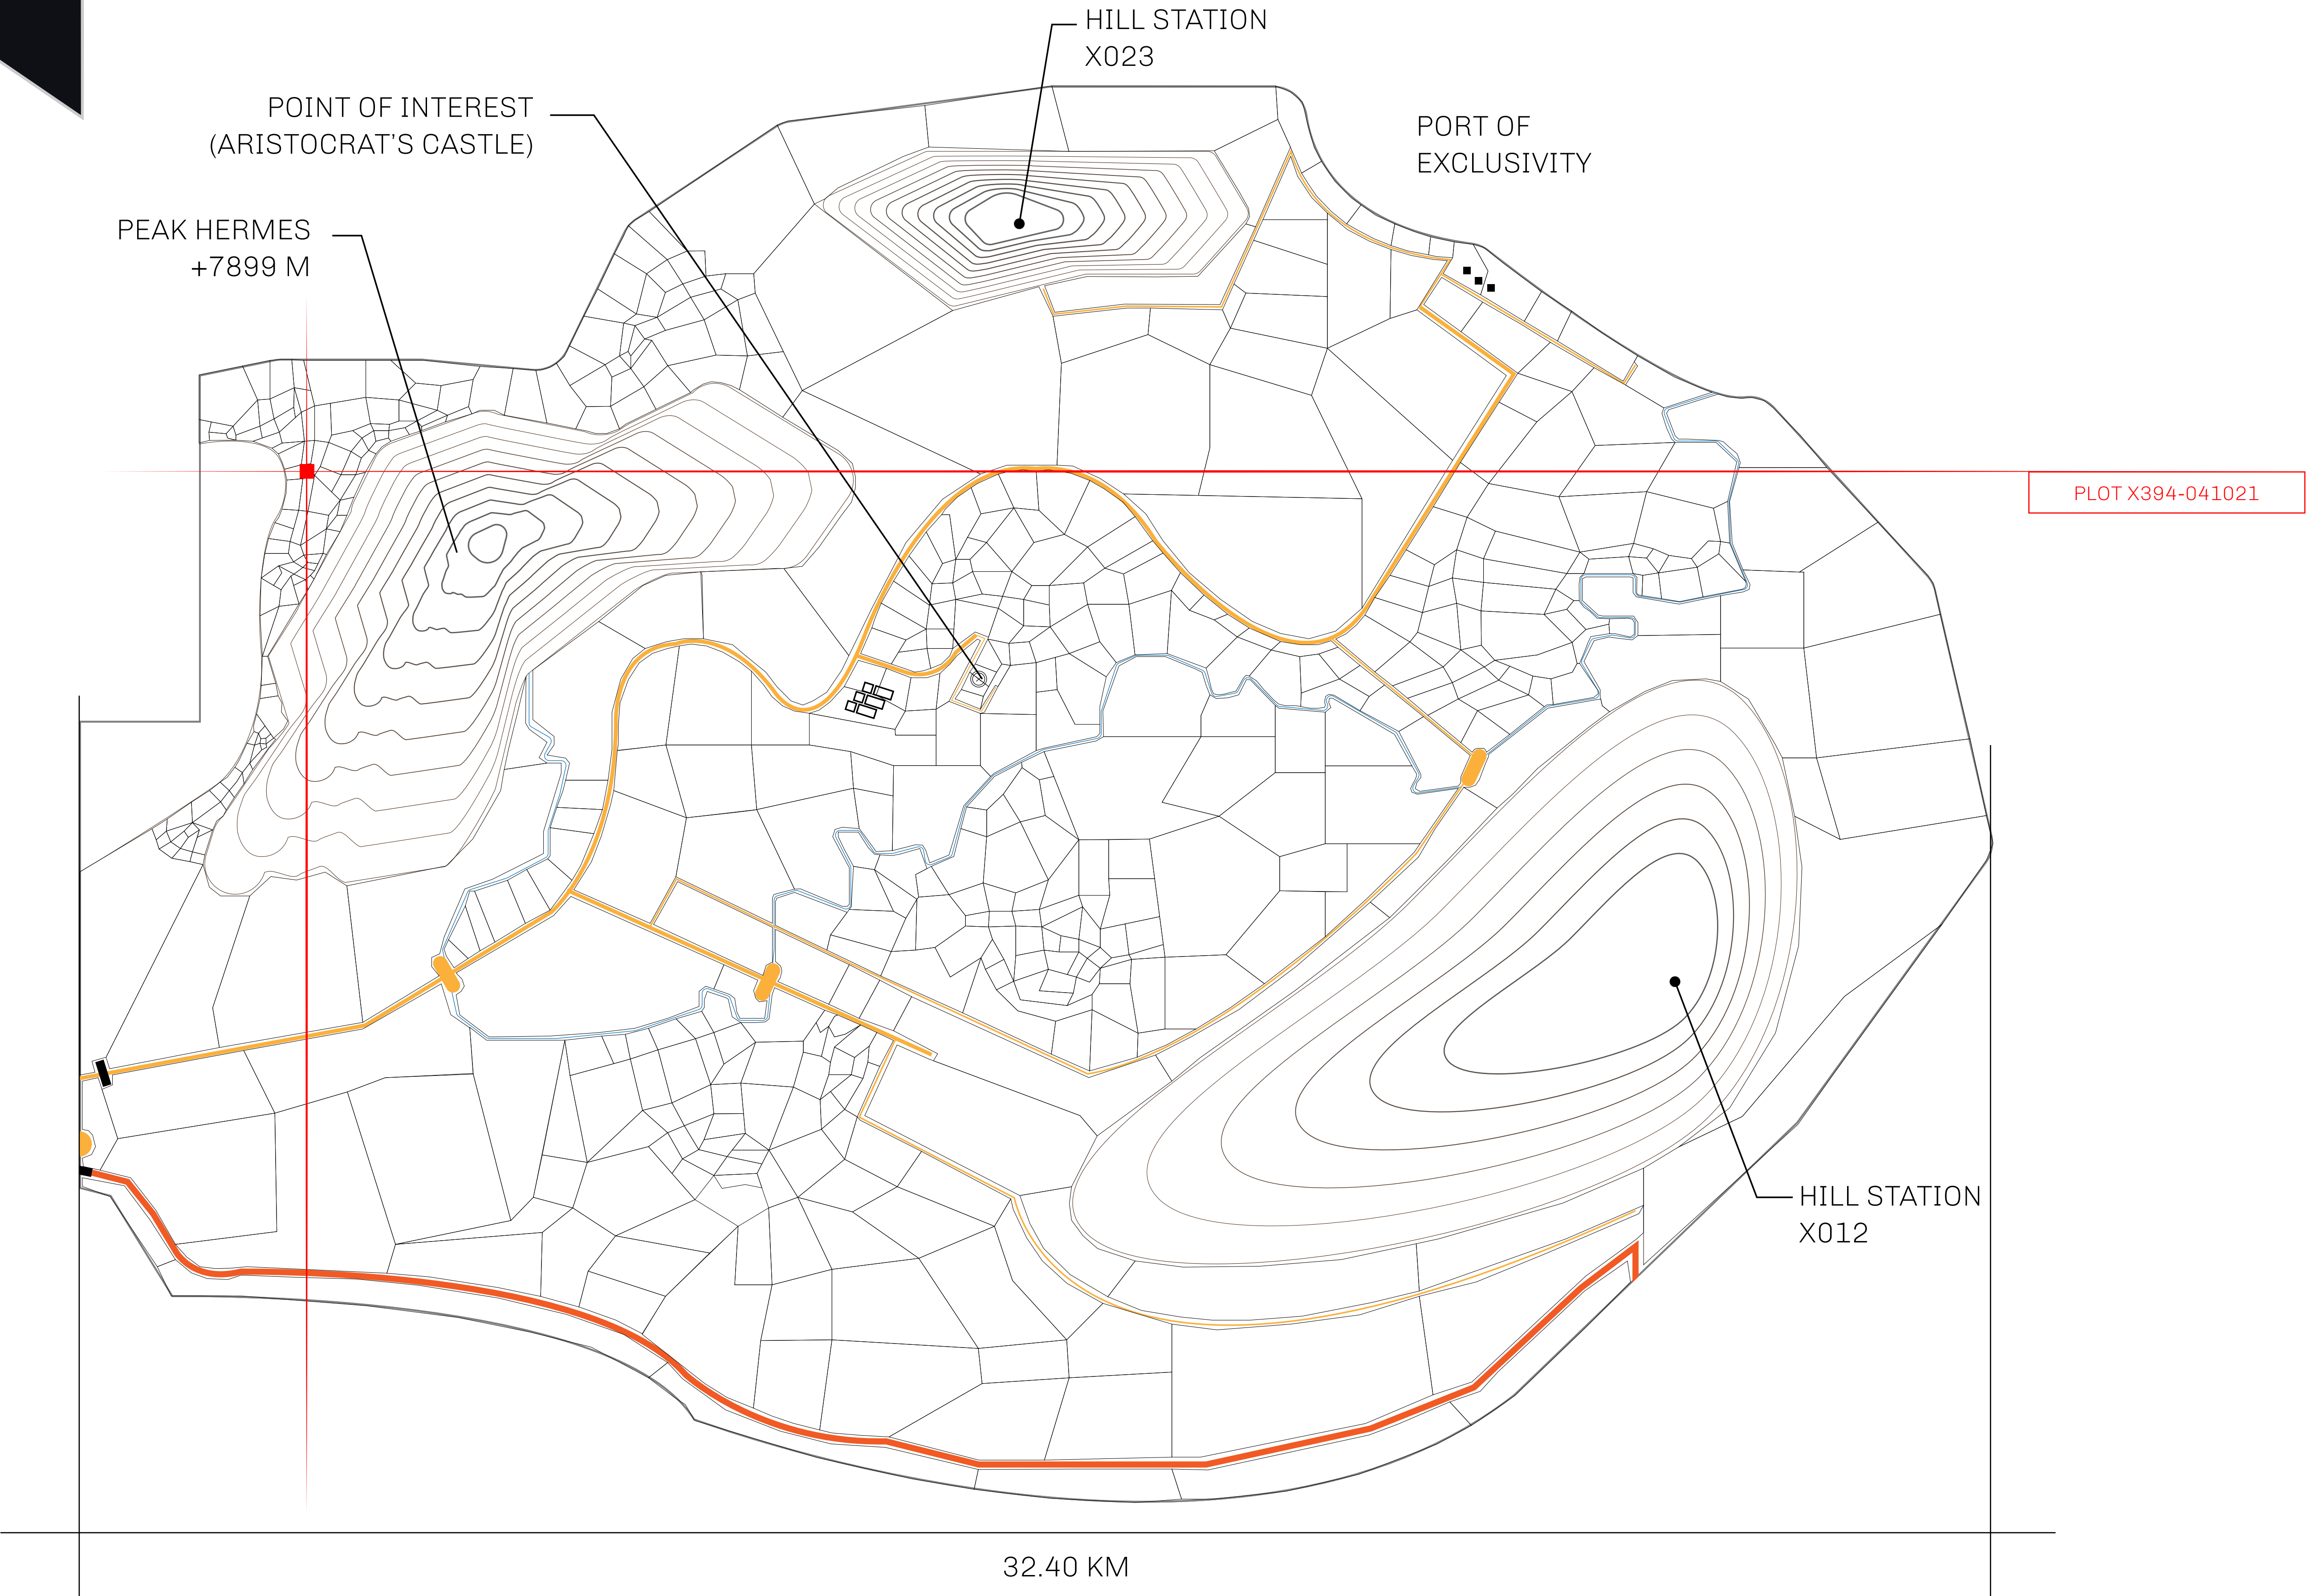 HILL STATION
X023
POINT OF INTEREST
(ARISTOCRAT'S CASTLE)
PORT OF
EXCLUSIVITY
PEAK HERMES
+7899 M
PLOT X394-041021
HILL STATION
X012
32.40 KM